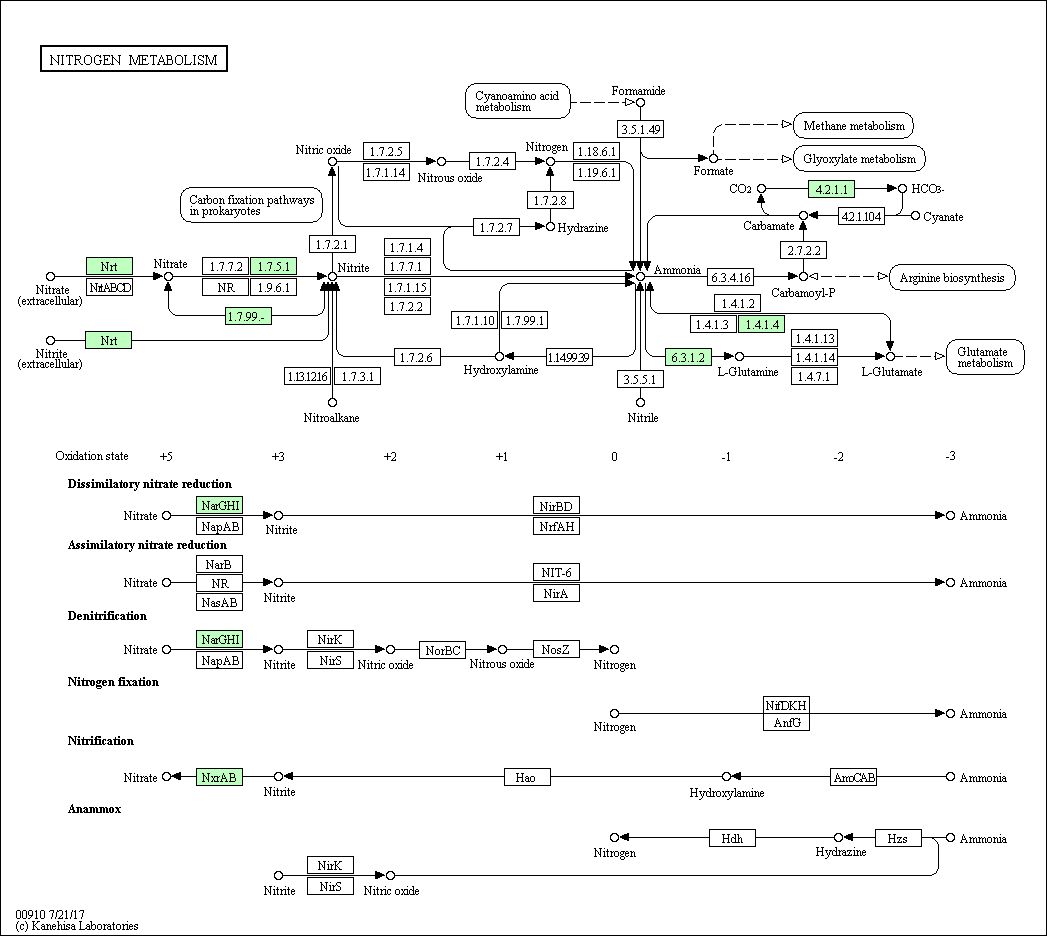 NITROGEN METABOLISM
Cyanoamino acid
metabolism
Formamide
3.5.1.49
Methane metabolism
Glyoxylate metabolism
Formate
Nitric oxide
1.7.2.5
1.7.1.14
Nitrous oxide
1.7.2.4
Nitrogen
1.18.6.1
1.19.6.1
CO2
4.2.1.1
HCO3-
Carbon fixation pathways
in prokaryotes
1.7.2.8
1.7.2.7
Hydrazine
Carbamate
4.2.1.104
Cyanate
1.7.2.1
1.7.1.4
2.7.2.2
Nrt
NrtABCD
Nitrate
1.7.7.2
1.7.5.1
NR
1.9.6.1
Nitrite
1.7.7.1
1.7.1.15
1.7.2.2
Ammonia
6.3.4.16
Carbamoyl-P
Arginine biosynthesis
Nitrate
(extracellular)
1.7.99.-
1.7.1.10
1.7.99.1
1.4.1.2
1.4.1.3
1.4.1.4
Nrt
Nitrite
(extracellular)
1.7.2.6
Hydroxylamine
1.14.99.39
6.3.1.2
L-Glutamine
1.4.1.13
1.4.1.14
1.4.7.1
L-Glutamate
Glutamate
metabolism
1.13.12.16
1.7.3.1
3.5.5.1
Nitroalkane
Nitrile
Oxidation state +5 +3 +2 +1 0 -1 -2 -3
Dissimilatory nitrate reduction
NarGHI NirBD
Nitrate Nitrite Ammonia
NapAB NrfAH
Assimilatory nitrate reduction
NarB NIT-6
Nitrate NR Nitrite Ammonia
NasAB NirA
Denitrification
NarGHI NirK
Nitrate Nitrite Nitric oxide NorBC Nitrous oxide NosZ Nitrogen
NapAB NirS
Nitrogen fixation
NifDKH
Nitrogen Ammonia
AnfG
Nitrification
Nitrate NxrAB Nitrite Hao Hydroxylamine AmoCAB Ammonia
Anammox
Nitrogen Hdh Hydrazine Hzs Ammonia
NirK
Nitrite Nitric oxide
NirS
00910 7/21/17
(c) Kanehisa Laboratories